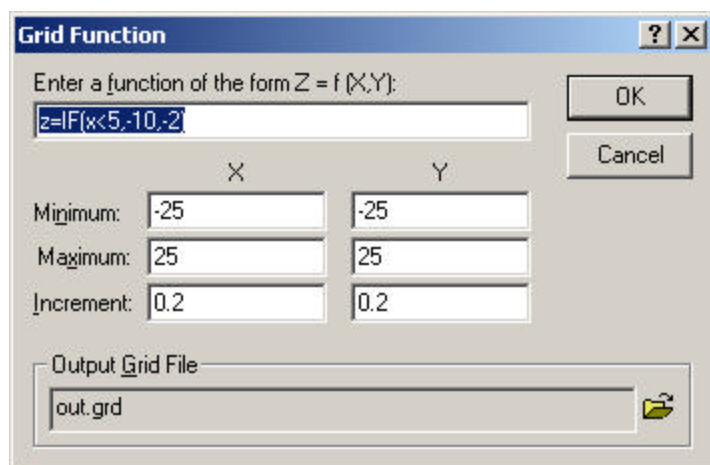 Grid Function
Enter a function of the form Z = f (X,Y):
z=IF(x<5,-10,-2)
OK
Cancel
X Y
Minimum: -25 -25
Maximum: 25 25
Increment: 0.2 0.2
Output Grid File
out.grd